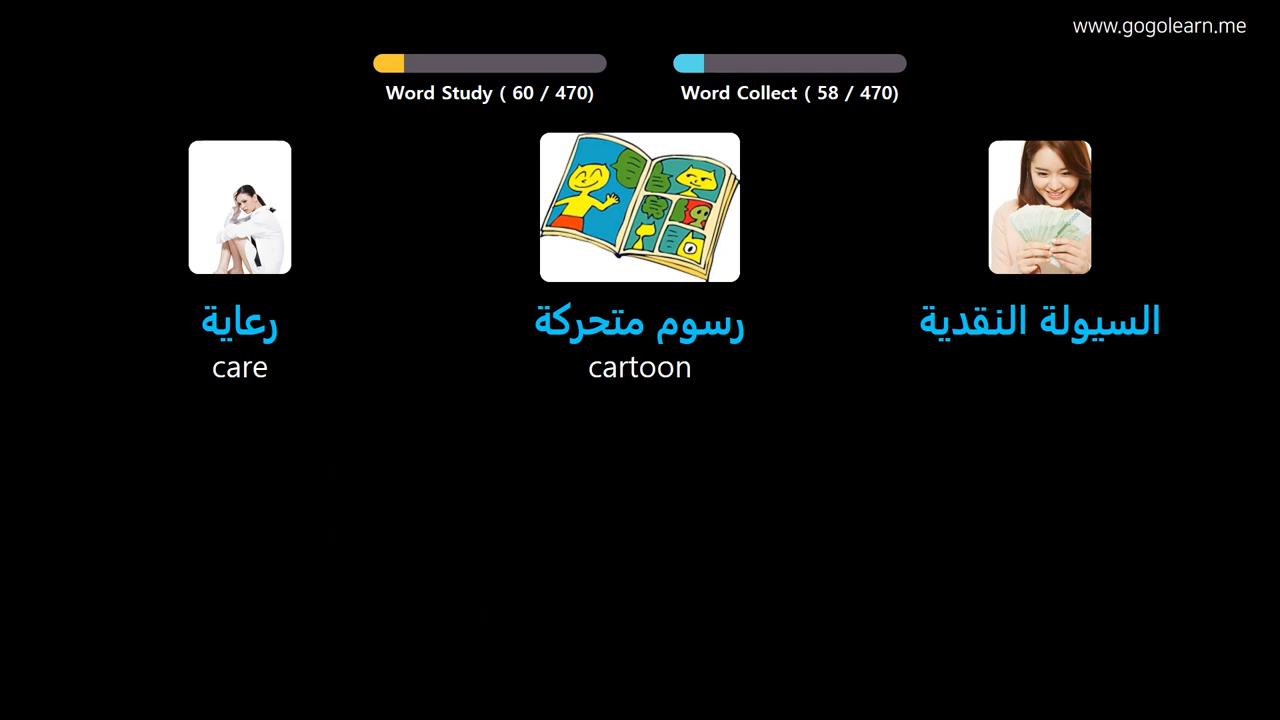 www.gogolearn.me
Word Study ( 60 / 470)
Word Collect ( 58 / 470)
رعاية
care
رسوم متحركة
cartoon
السيولة النقدية